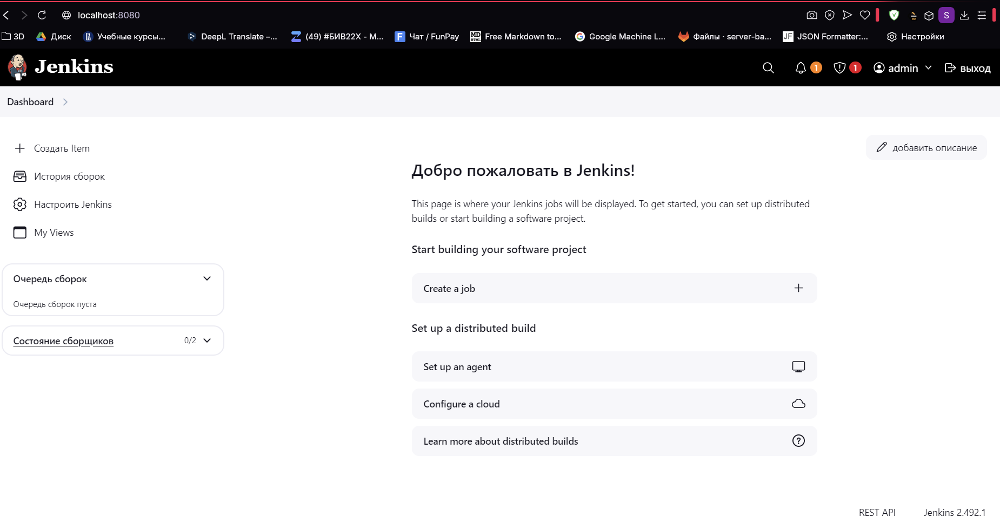 localhost:8080
S
3D
Диск
Учебные курсы...
DeepL Translate –...
(49) #БИВ22X - М...
Чат / FunPay
Free Markdown to...
Google Machine L...
Файлы · server-ba...
JSON Formatter:...
Настройки
Jenkins
1
1
admin
выход
Dashboard
Создать Item
История сборок
Настроить Jenkins
My Views
Очередь сборок
Очередь сборок пуста
Состояние сборщиков 0/2
добавить описание
Добро пожаловать в Jenkins!
This page is where your Jenkins jobs will be displayed. To get started, you can set up distributed
builds or start building a software project.
Start building your software project
Create a job
Set up a distributed build
Set up an agent
Configure a cloud
Learn more about distributed builds
REST API
Jenkins 2.492.1